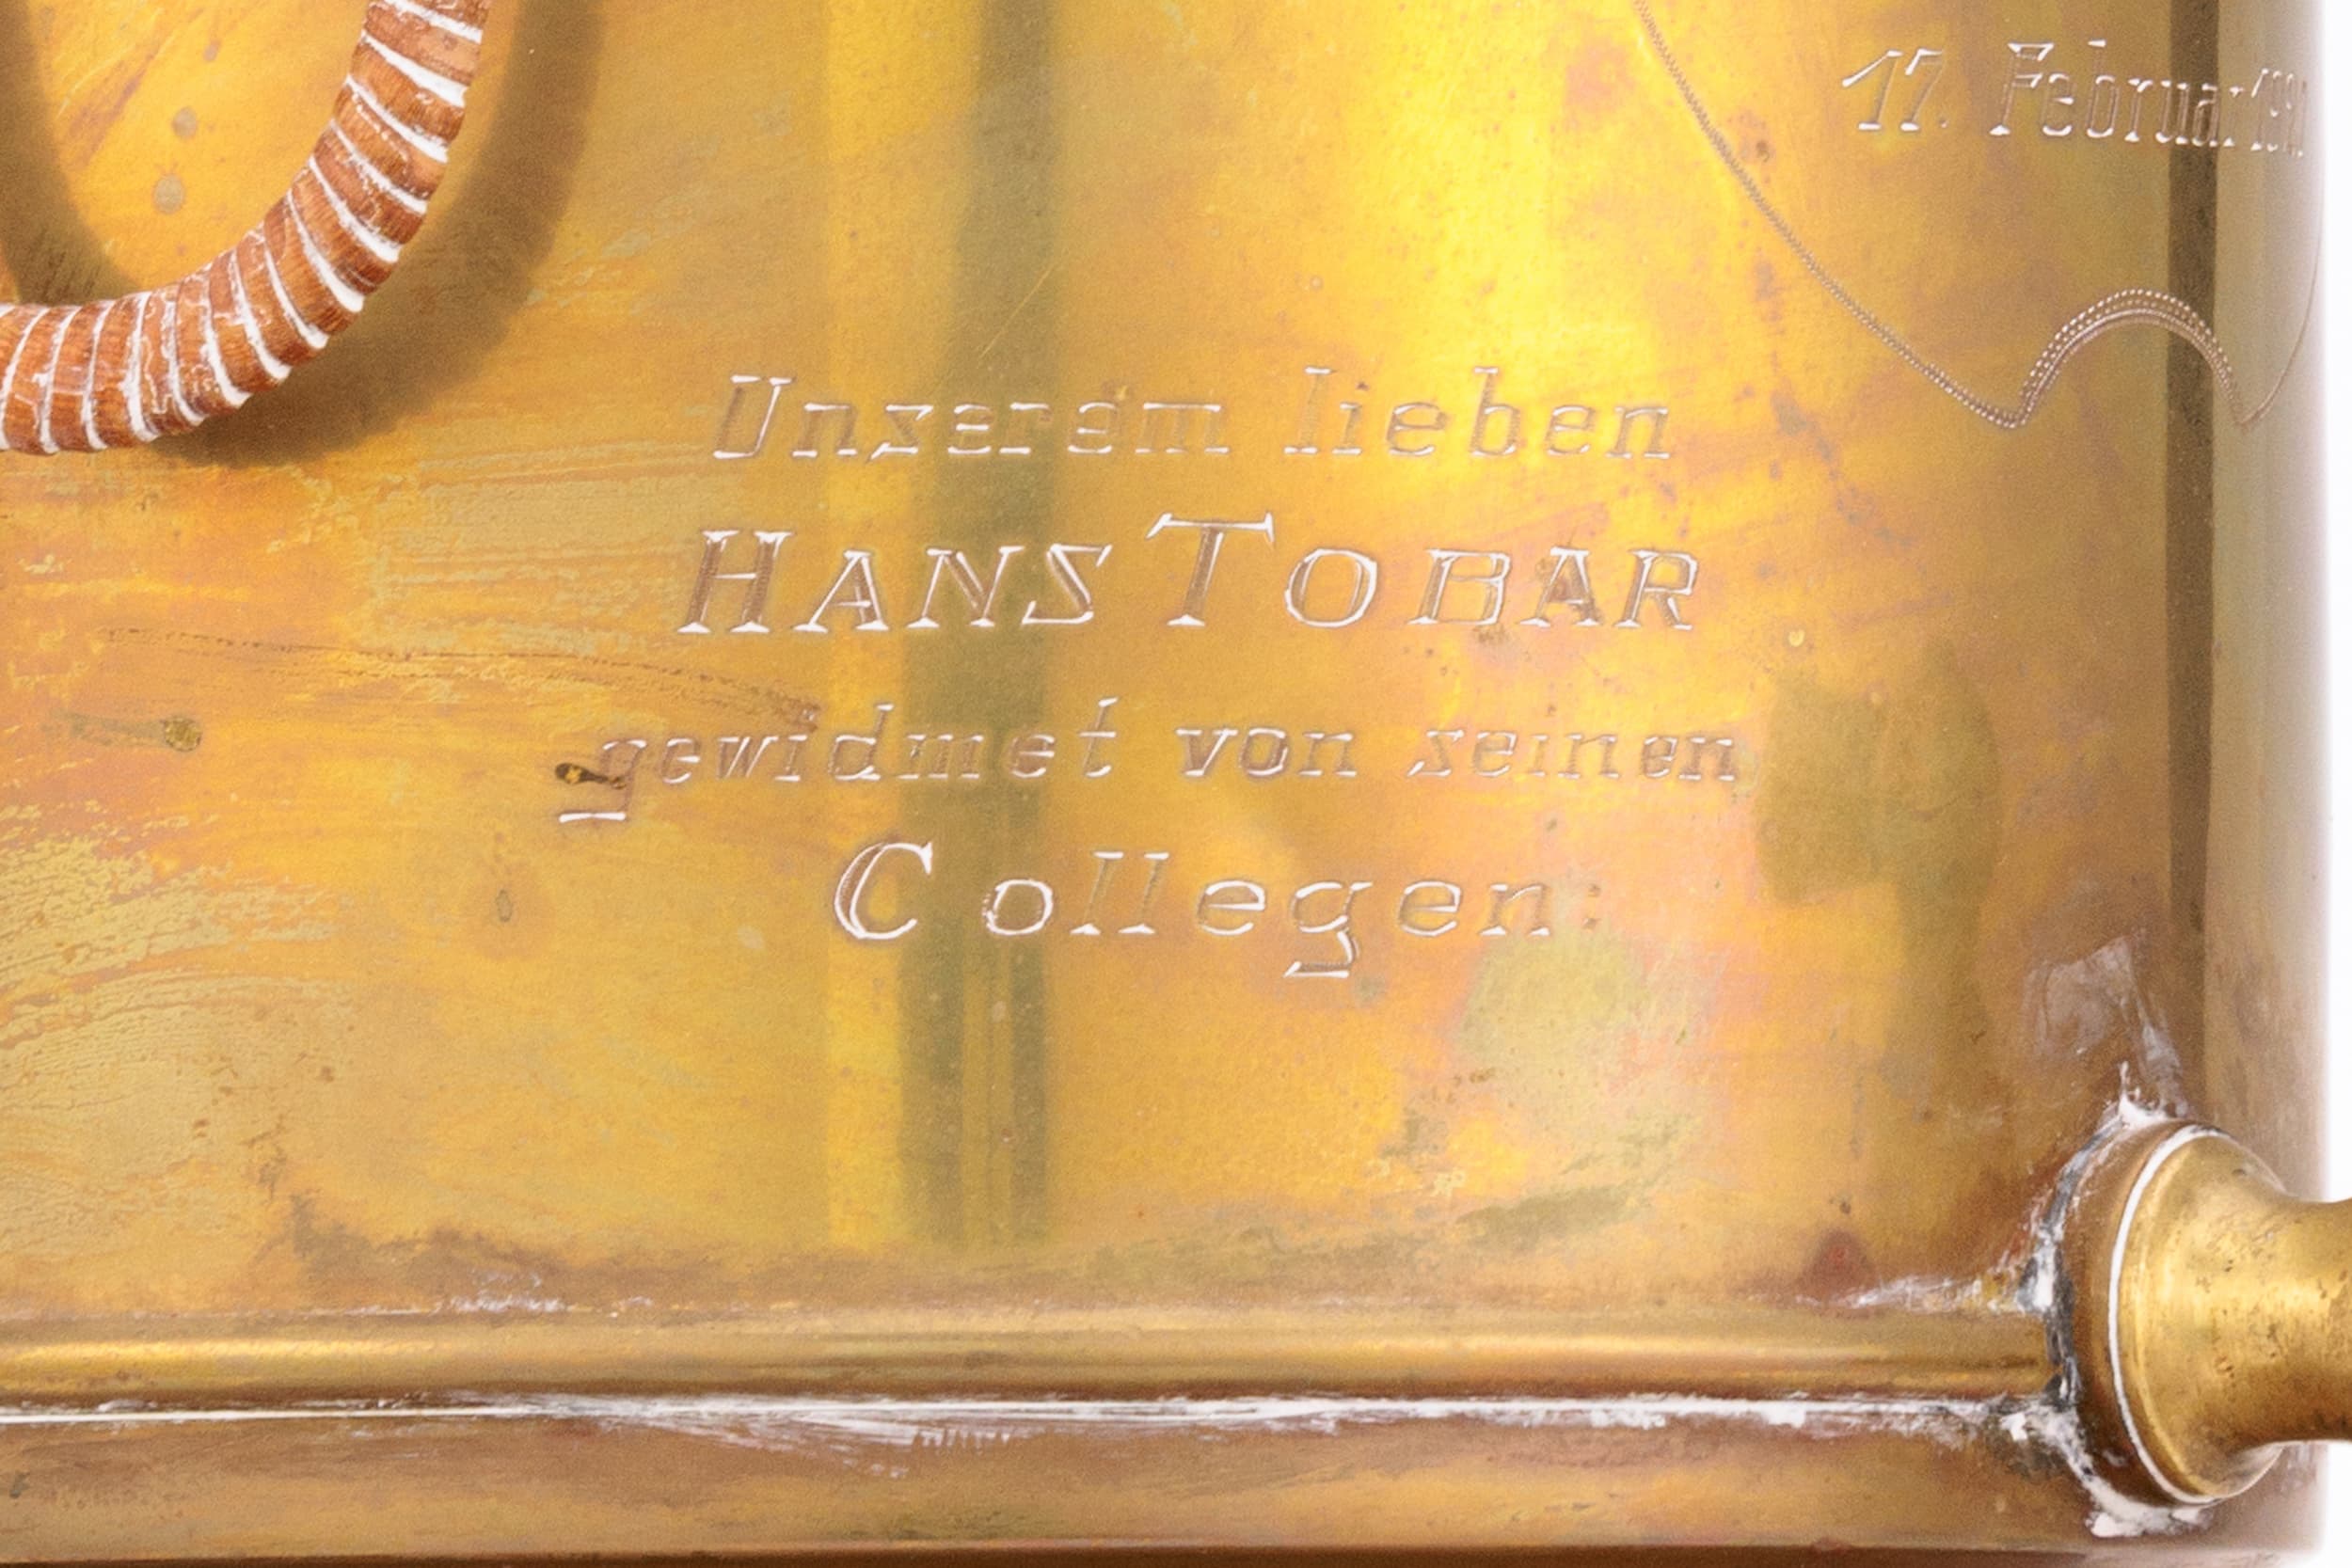 17. Februar
Unserem lieben
HANS TOBAR
gewidmet von seinen
Collegen: